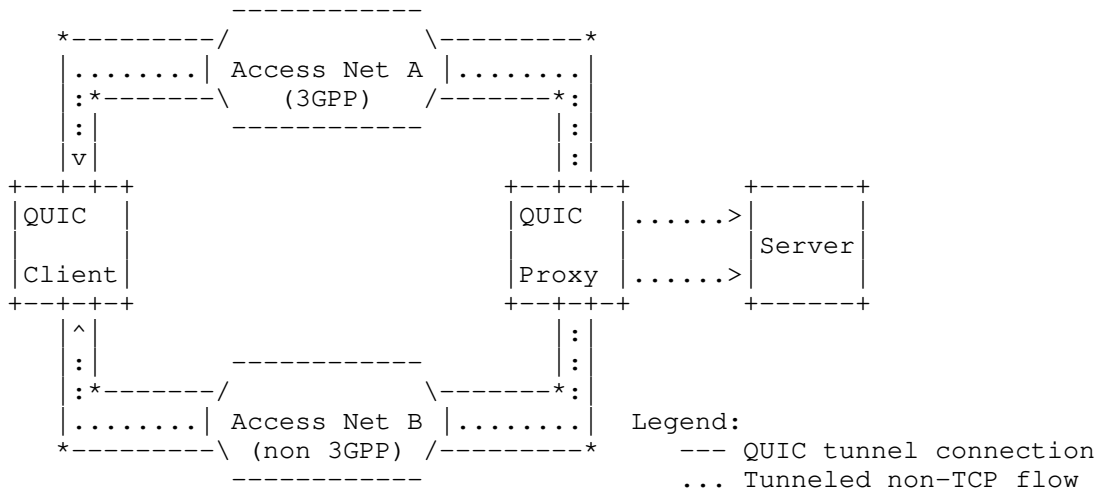 Access Net A
(3GPP)
v
QUIC QUIC
Server
Client Proxy
^
Access Net B Legend:
(non 3GPP) --- QUIC tunnel connection
... Tunneled non-TCP flow